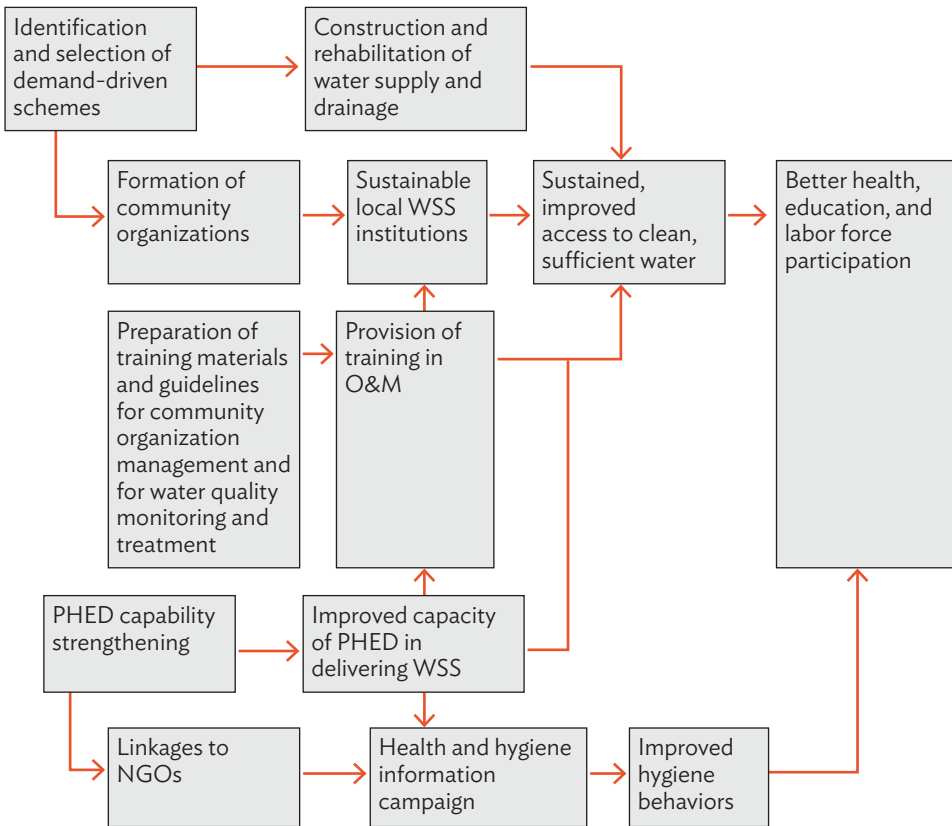 Identification
and selection of
demand-driven
schemes
Construction and
rehabilitation of
water supply and
drainage
Formation of
community
organizations
Sustainable
local WSS
institutions
Sustained,
improved
access to clean,
sufficient water
Better health,
education, and
labor force
participation
Preparation of
training materials
and guidelines
for community
organization
management and
for water quality
monitoring and
treatment
Provision of
training in
O&M
PHED capability
strengthening
Improved capacity
of PHED in
delivering WSS
Linkages to
NGOs
Health and hygiene
information
campaign
Improved
hygiene
behaviors